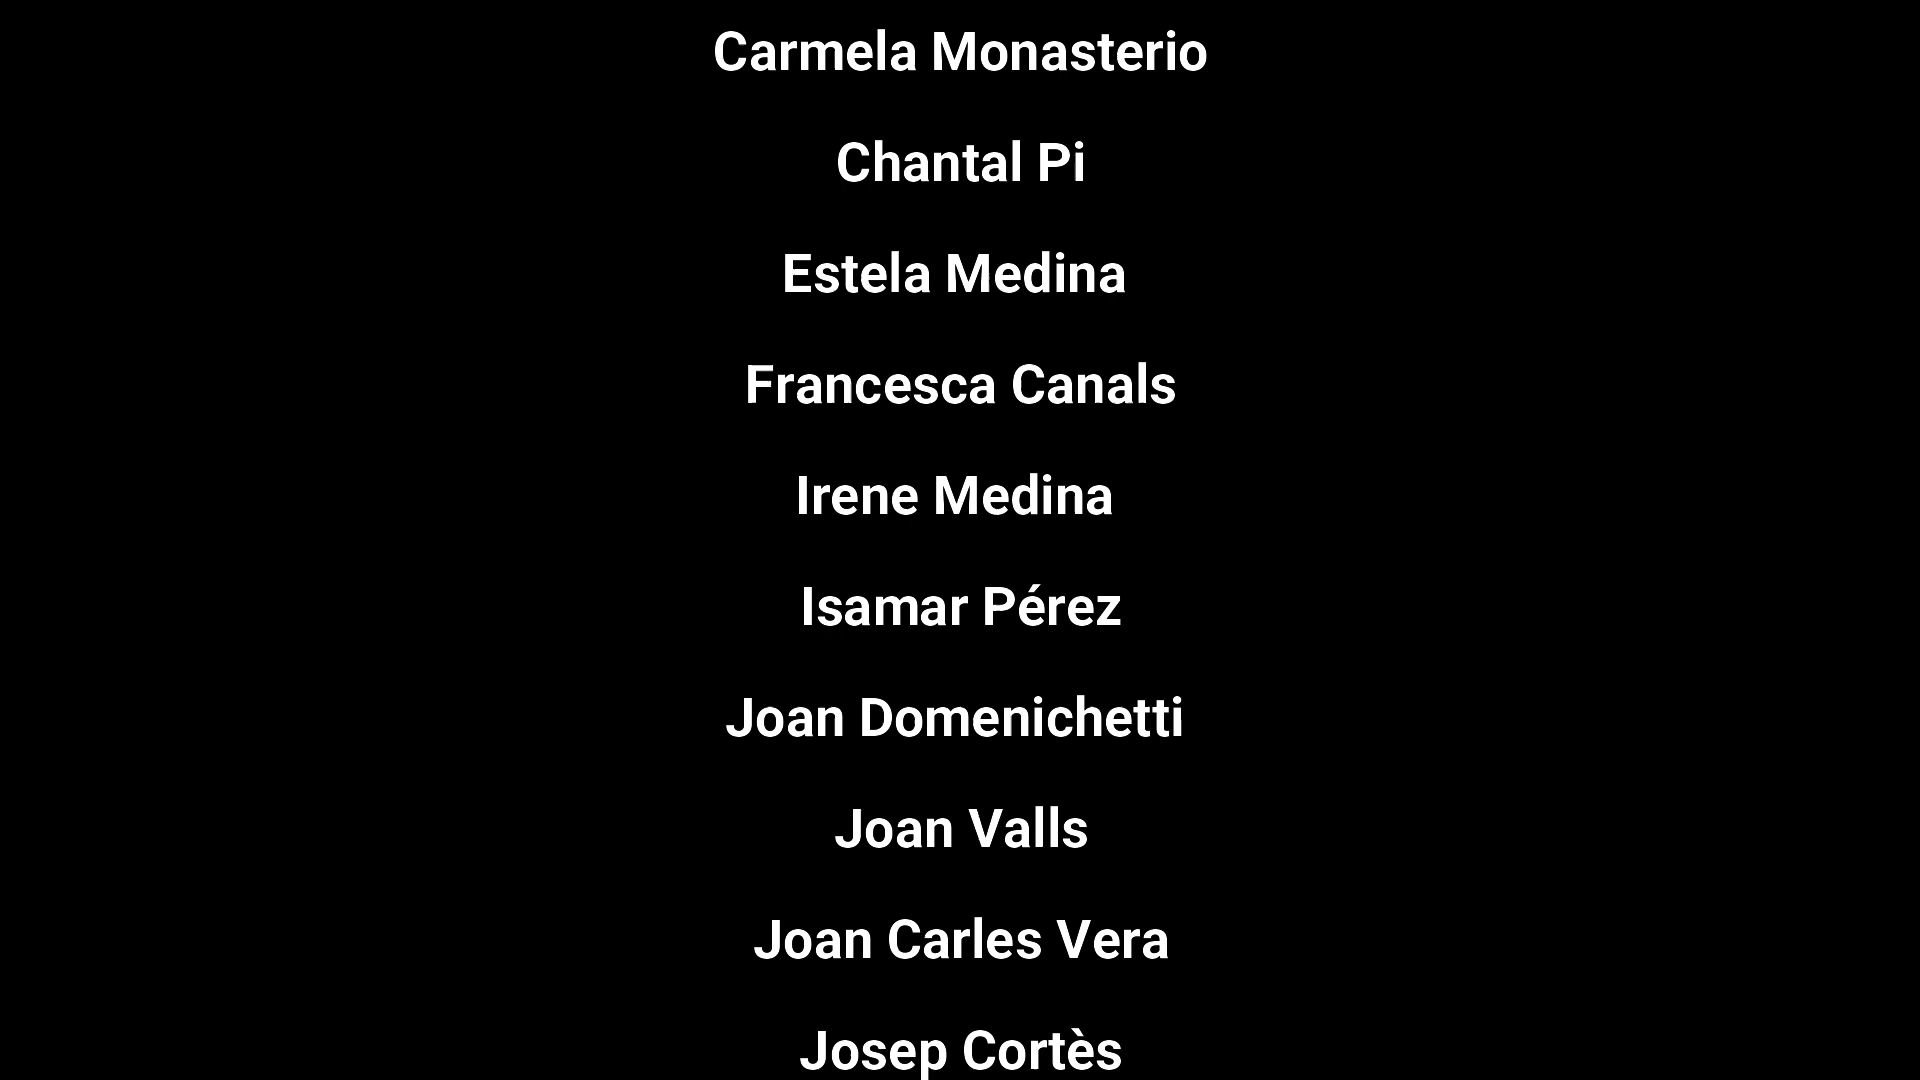 Carmela Monasterio
Chantal Pi
Estela Medina
Francesca Canals
Irene Medina
Isamar Pérez
Joan Domenichetti
Joan Valls
Joan Carles Vera
Josep Cortès